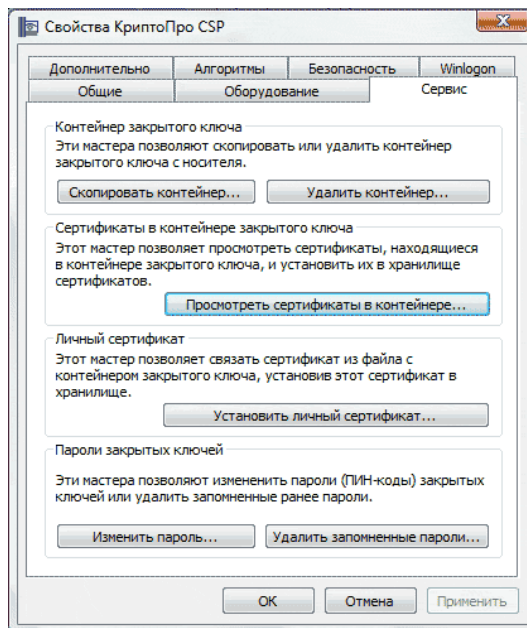 Свойства КриптоПро CSP
Дополнительно Алгоритмы Безопасность Winlogon
Общие Оборудование Сервис
Контейнер закрытого ключа
Эти мастера позволяют скопировать или удалить контейнер
закрытого ключа с носителя.
Скопировать контейнер... Удалить контейнер...
Сертификаты в контейнере закрытого ключа
Этот мастер позволяет просмотреть сертификаты, находящиеся
в контейнере закрытого ключа, и установить их в хранилище
сертификатов.
Просмотреть сертификаты в контейнере...
Личный сертификат
Этот мастер позволяет связать сертификат из файла с
контейнером закрытого ключа, установив этот сертификат в
хранилище.
Установить личный сертификат...
Пароли закрытых ключей
Эти мастера позволяют измененить пароли (ПИН-коды) закрытых
ключей или удалить запомненные ранее пароли.
Изменить пароль... Удалить запомненные пароли...
ОК Отмена Применить